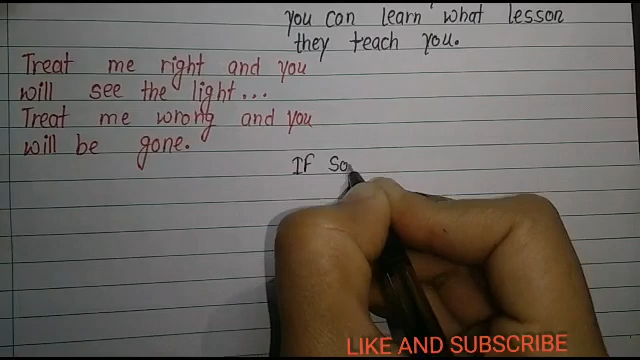 you can learn what lesson
they teach you.
Treat me right and you
will see the light...
Treat me wrong and you
will be gone.
If So
LIKE AND SUBSCRIBE